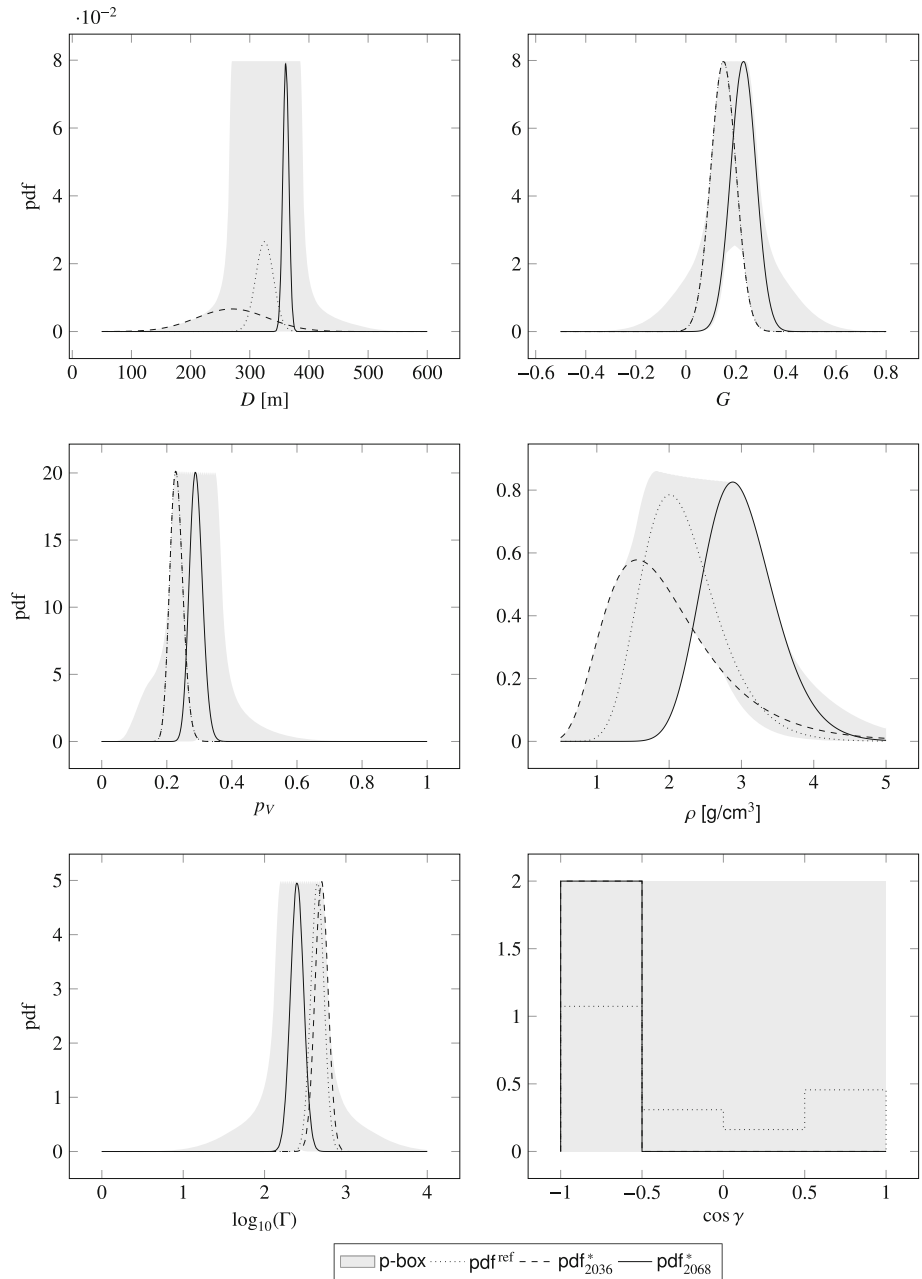 ·10⁻²
8
6
4
2
0
pdf
0 100 200 300 400 500 600
D [m]
8
6
4
2
0
−0.6 −0.4 −0.2 0 0.2 0.4 0.6 0.8
G
20
15
10
5
0
pdf
0 0.2 0.4 0.6 0.8 1
p_V
0.8
0.6
0.4
0.2
0
1 2 3 4 5
ρ [g/cm³]
5
4
3
2
1
0
pdf
0 1 2 3 4
log₁₀(Γ)
2
1.5
1
0.5
0
−1 −0.5 0 0.5 1
cos γ
p-box pdf^ref pdf*₂₀₃₆ pdf*₂₀₆₈